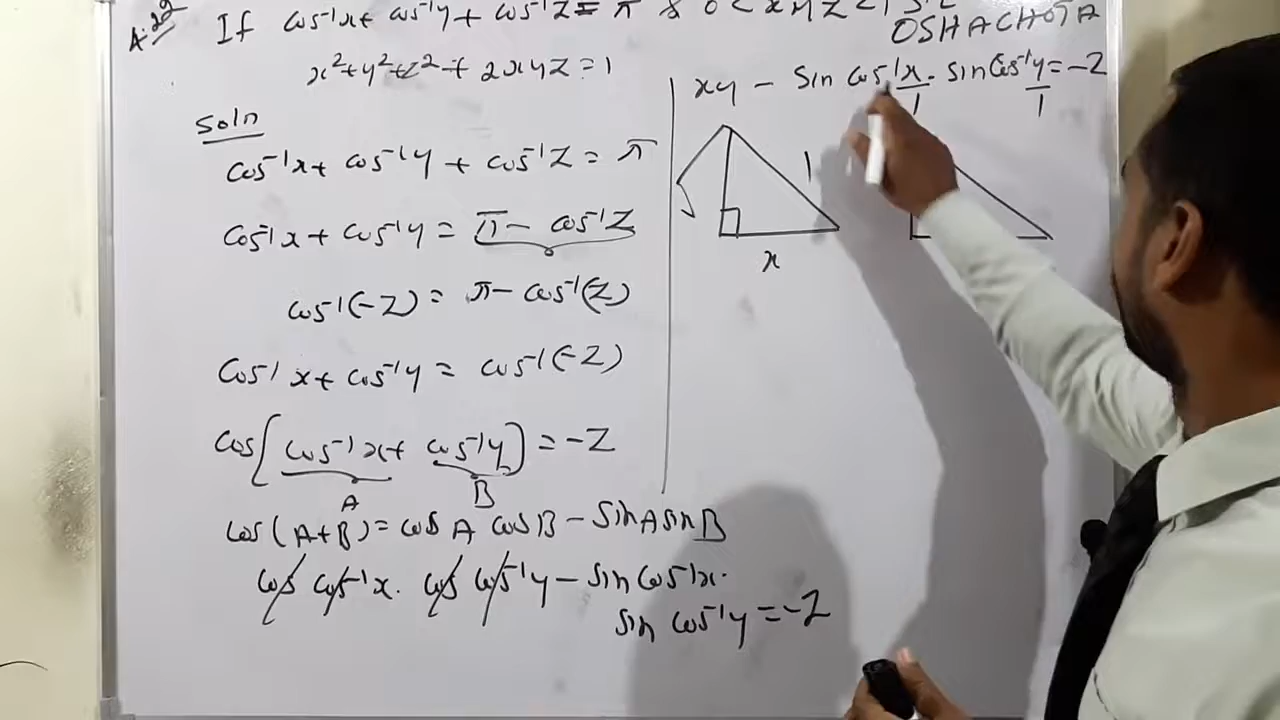 If cos⁻¹x + cos⁻¹y + cos⁻¹z = π & 0 < x y z < 1
x² + y² + z² + 2xyz = 1
Soln
cos⁻¹x + cos⁻¹y + cos⁻¹z = π
cos⁻¹x + cos⁻¹y = π - cos⁻¹z
cos⁻¹(-z) = π - cos⁻¹(z)
cos⁻¹x + cos⁻¹y = cos⁻¹(-z)
cos[cos⁻¹x + cos⁻¹y] = -z
A B
cos(A+B) = cos A cos B - sin A sin B
cos cos⁻¹x. cos cos⁻¹y - sin cos⁻¹x.
sin cos⁻¹y = -z
OSHACHOTA
xy - sin cos⁻¹x/1 . sin cos⁻¹y/1 = -z
1
x